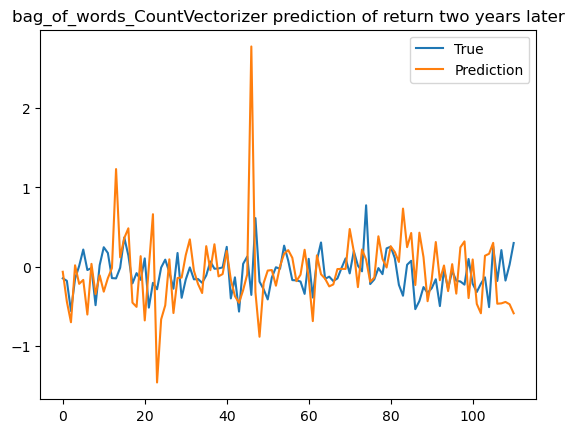 bag_of_words_CountVectorizer prediction of return two years later
True
Prediction
2
1
0
−1
0 20 40 60 80 100